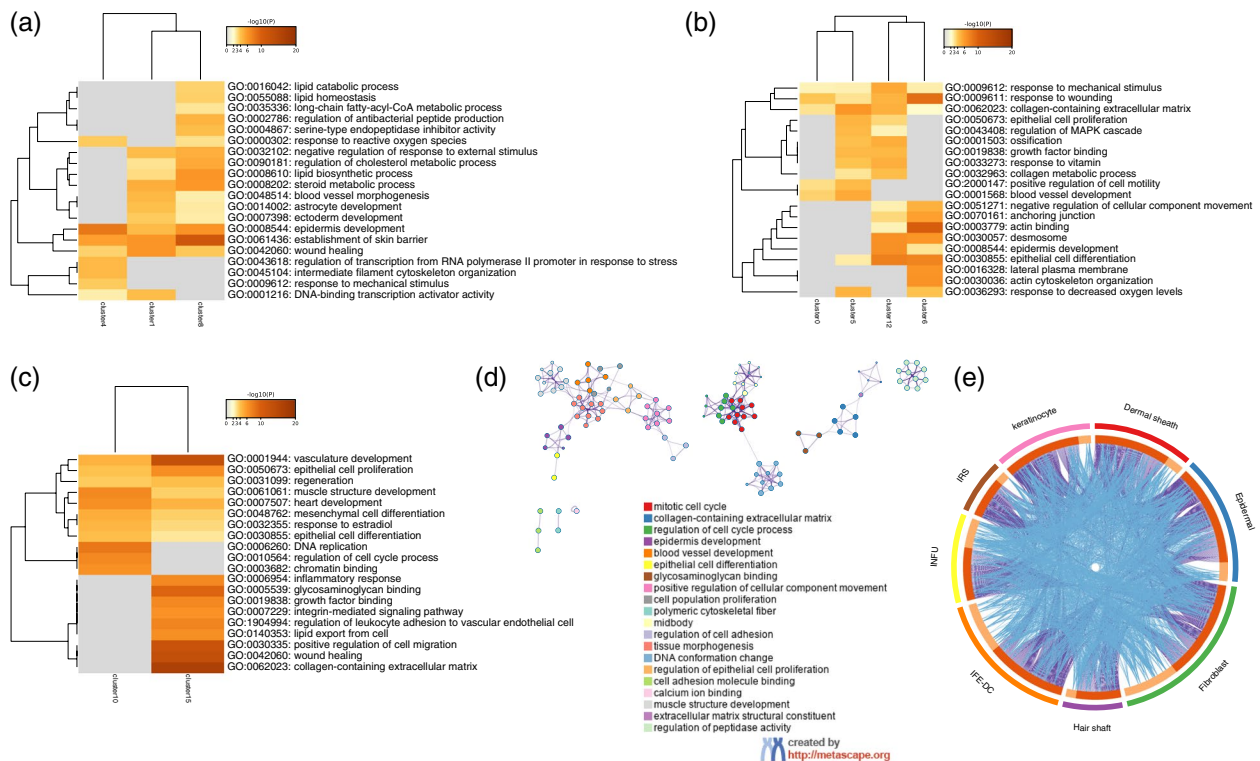 (a)
-log10(P)
0 2 3 4 6 10 20
GO:0016042: lipid catabolic process
GO:0055088: lipid homeostasis
GO:0035336: long-chain fatty-acyl-CoA metabolic process
GO:0002786: regulation of antibacterial peptide production
GO:0004867: serine-type endopeptidase inhibitor activity
GO:0000302: response to reactive oxygen species
GO:0032102: negative regulation of response to external stimulus
GO:0090181: regulation of cholesterol metabolic process
GO:0008610: lipid biosynthetic process
GO:0008202: steroid metabolic process
GO:0048514: blood vessel morphogenesis
GO:0014002: astrocyte development
GO:0007398: ectoderm development
GO:0008544: epidermis development
GO:0061436: establishment of skin barrier
GO:0042060: wound healing
GO:0043618: regulation of transcription from RNA polymerase II promoter in response to stress
GO:0045104: intermediate filament cytoskeleton organization
GO:0009612: response to mechanical stimulus
GO:0001216: DNA-binding transcription activator activity
cluster4
cluster1
cluster8
(b)
-log10(P)
0 2 3 4 6 10 20
GO:0009612: response to mechanical stimulus
GO:0009611: response to wounding
GO:0062023: collagen-containing extracellular matrix
GO:0050673: epithelial cell proliferation
GO:0043408: regulation of MAPK cascade
GO:0001503: ossification
GO:0019838: growth factor binding
GO:0033273: response to vitamin
GO:0032963: collagen metabolic process
GO:2000147: positive regulation of cell motility
GO:0001568: blood vessel development
GO:0051271: negative regulation of cellular component movement
GO:0070161: anchoring junction
GO:0003779: actin binding
GO:0030057: desmosome
GO:0008544: epidermis development
GO:0030855: epithelial cell differentiation
GO:0016328: lateral plasma membrane
GO:0030036: actin cytoskeleton organization
GO:0036293: response to decreased oxygen levels
cluster0
cluster5
cluster12
cluster6
(c)
-log10(P)
0 2 3 4 6 10 20
GO:0001944: vasculature development
GO:0050673: epithelial cell proliferation
GO:0031099: regeneration
GO:0061061: muscle structure development
GO:0007507: heart development
GO:0048762: mesenchymal cell differentiation
GO:0032355: response to estradiol
GO:0030855: epithelial cell differentiation
GO:0006260: DNA replication
GO:0010564: regulation of cell cycle process
GO:0003682: chromatin binding
GO:0006954: inflammatory response
GO:0005539: glycosaminoglycan binding
GO:0019838: growth factor binding
GO:0007229: integrin-mediated signaling pathway
GO:1904994: regulation of leukocyte adhesion to vascular endothelial cell
GO:0140353: lipid export from cell
GO:0030335: positive regulation of cell migration
GO:0042060: wound healing
GO:0062023: collagen-containing extracellular matrix
cluster10
cluster15
(d)
mitotic cell cycle
collagen-containing extracellular matrix
regulation of cell cycle process
epidermis development
blood vessel development
epithelial cell differentiation
glycosaminoglycan binding
positive regulation of cellular component movement
cell population proliferation
polymeric cytoskeletal fiber
midbody
regulation of cell adhesion
tissue morphogenesis
DNA conformation change
regulation of epithelial cell proliferation
cell adhesion molecule binding
calcium ion binding
muscle structure development
extracellular matrix structural constituent
regulation of peptidase activity
created by
http://metascape.org
(e)
keratinocyte
Dermal sheath
Epidermal
Fibroblast
Hair shaft
IFE-DC
INFU
IRS